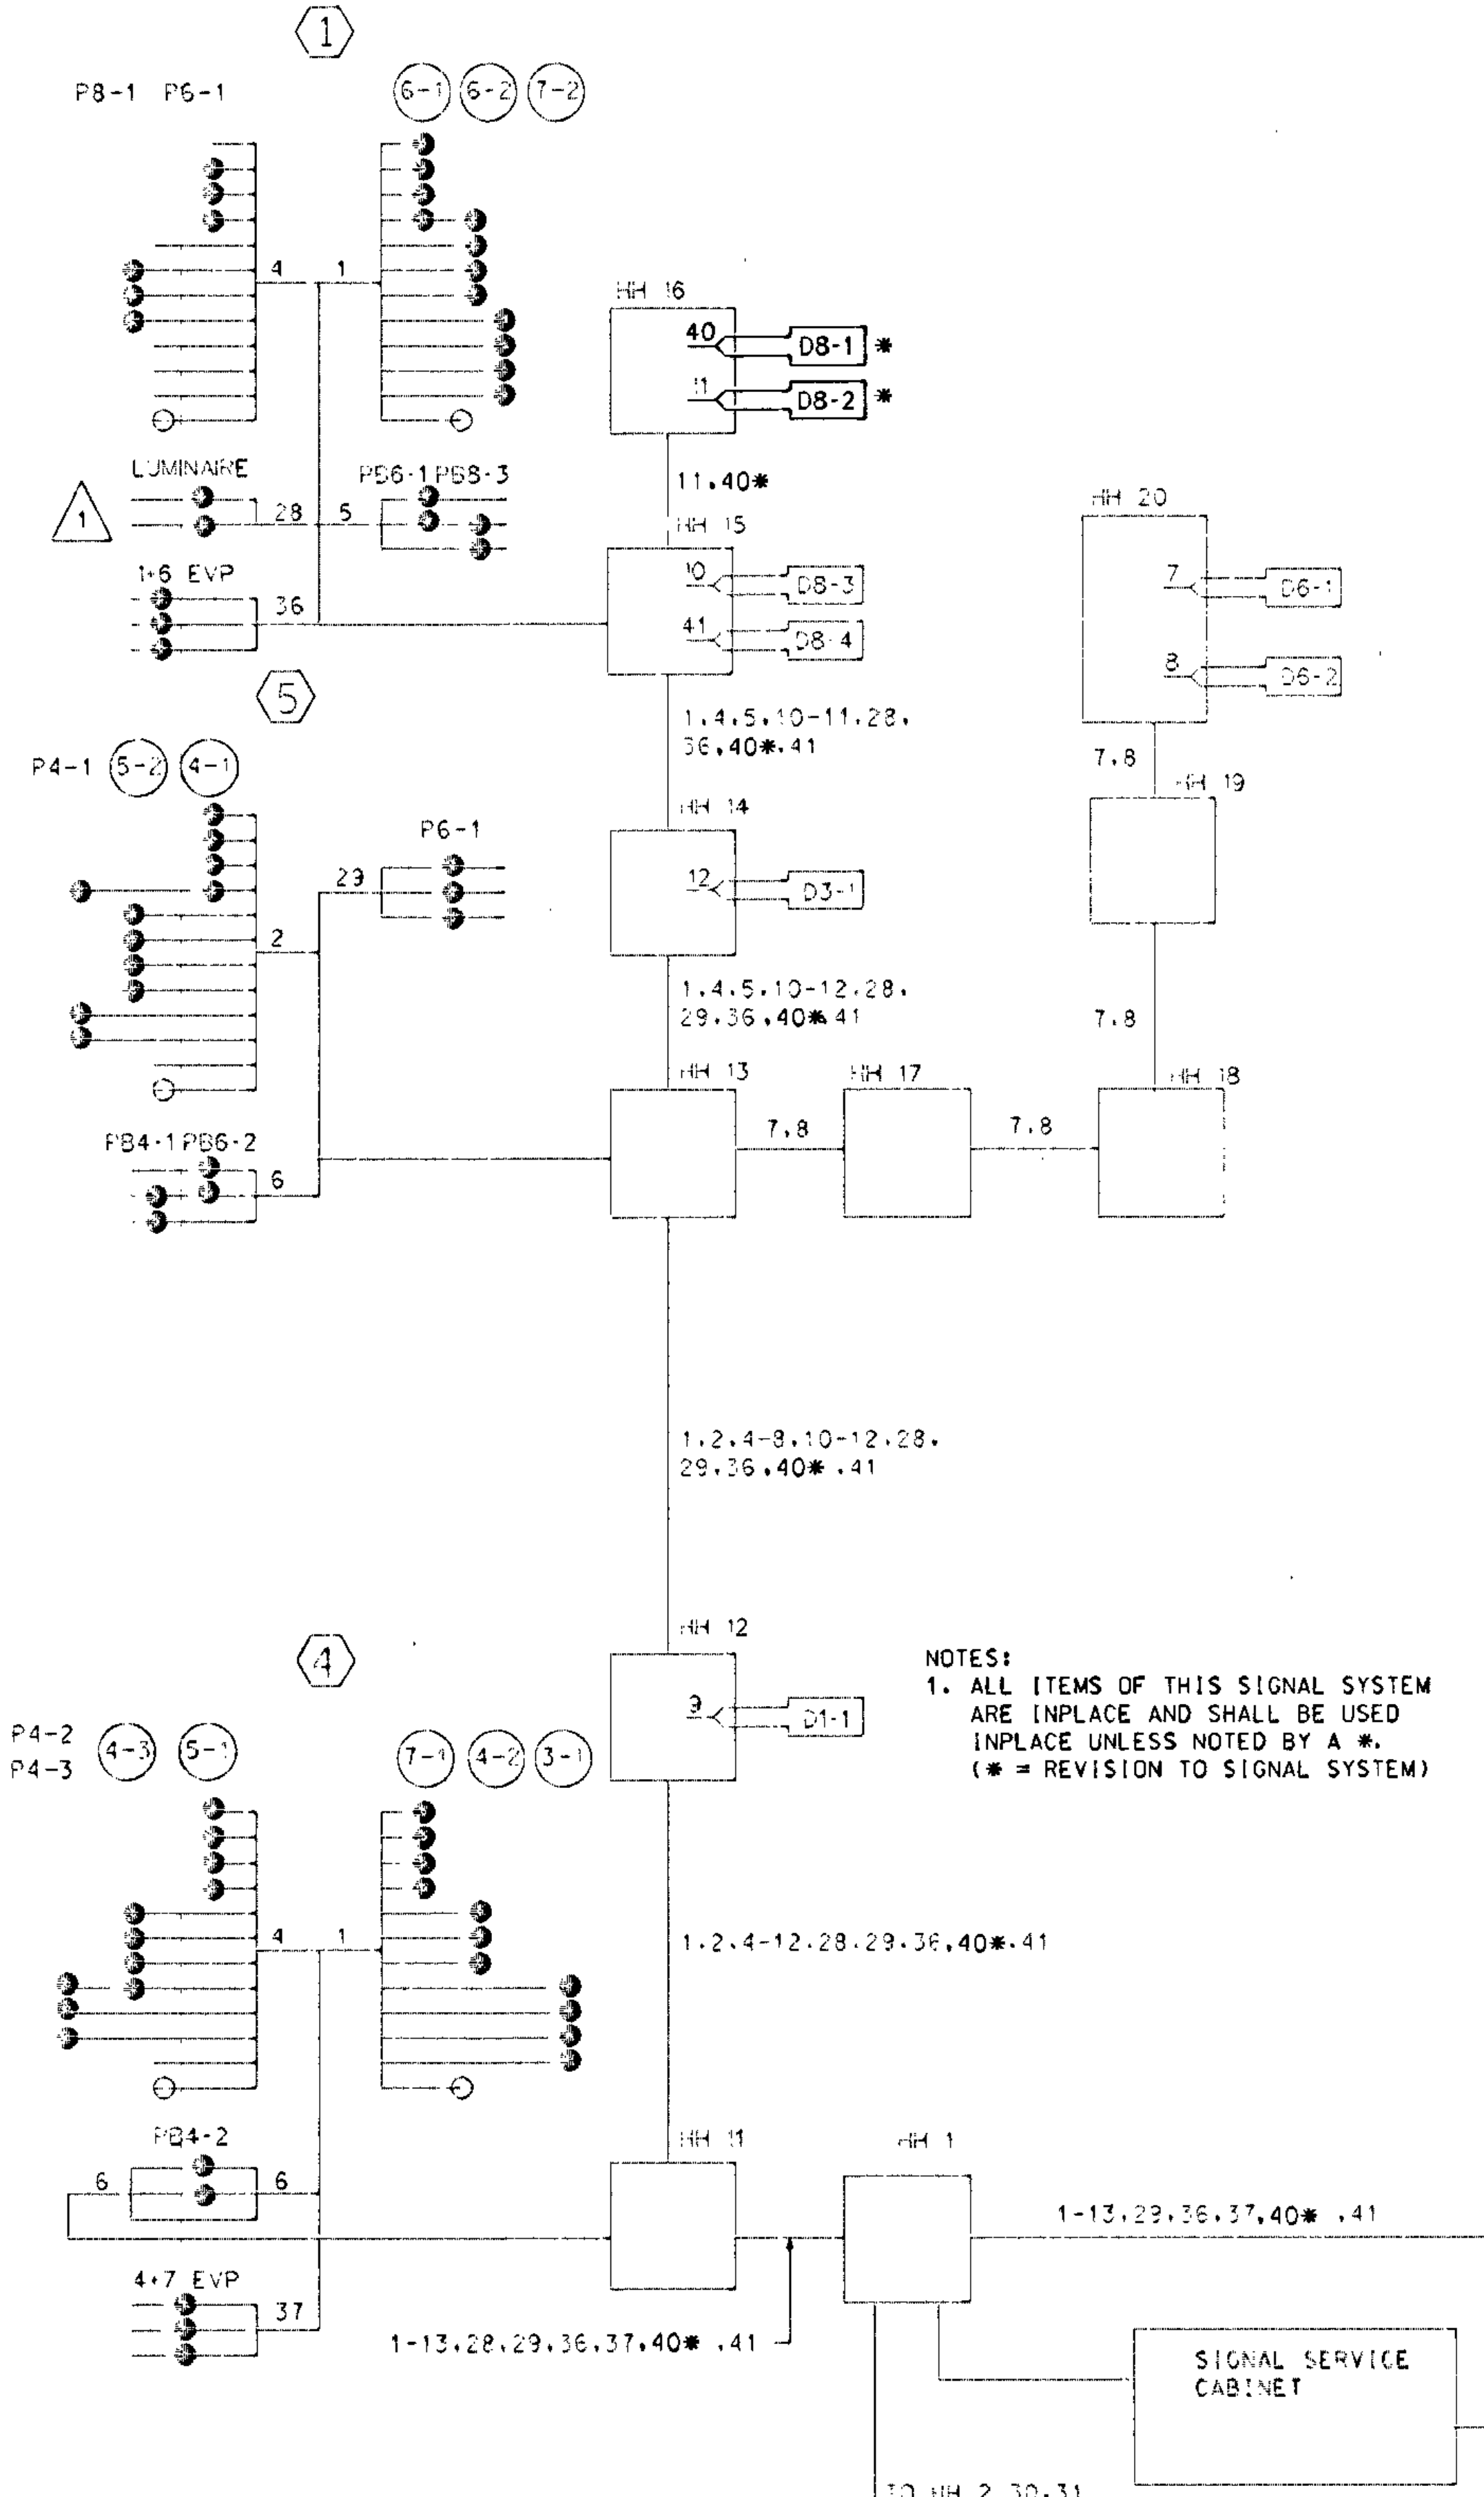 1
P8-1 P6-1
6-1 6-2 7-2
4 1
LUMINAIRE
PB6-1 PB8-3
1
28 5
1+6 EVP
36
HH 16
40 D8-1 *
11 D8-2 *
11,40*
HH 15
10 D8-3
41 D8-4
1,4,5,10-11,28,
36,40*,41
HH 20
7 D6-1
8 D6-2
7,8
HH 19
7,8
5
P4-1 5-2 4-1
P6-1
29
2
PB4-1 PB6-2
6
HH 14
12 D3-1
1,4,5,10-12,28,
29,36,40*,41
HH 13
7,8
HH 17
7,8
HH 18
1,2,4-8,10-12,28,
29,36,40* ,41
HH 12
9 D1-1
NOTES:
1. ALL ITEMS OF THIS SIGNAL SYSTEM
ARE INPLACE AND SHALL BE USED
INPLACE UNLESS NOTED BY A *.
(* = REVISION TO SIGNAL SYSTEM)
4
P4-2
P4-3
4-3 5-1
7-1 4-2 3-1
4 1
1,2,4-12,28,29,36,40*,41
PB4-2
6 6
4+7 EVP
37
HH 11
HH 1
1-13,29,36,37,40* ,41
1-13,28,29,36,37,40* ,41
SIGNAL SERVICE
CABINET
TO HH 2,30,31